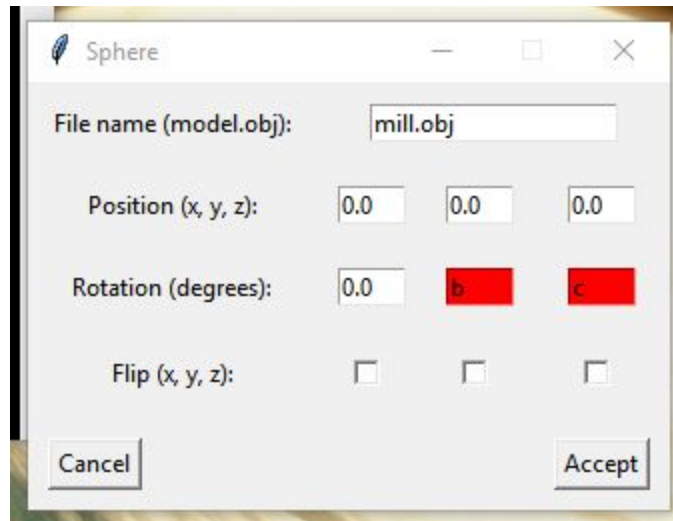 Sphere
File name (model.obj): mill.obj
Position (x, y, z): 0.0 0.0 0.0
Rotation (degrees): 0.0 b c
Flip (x, y, z):
Cancel Accept